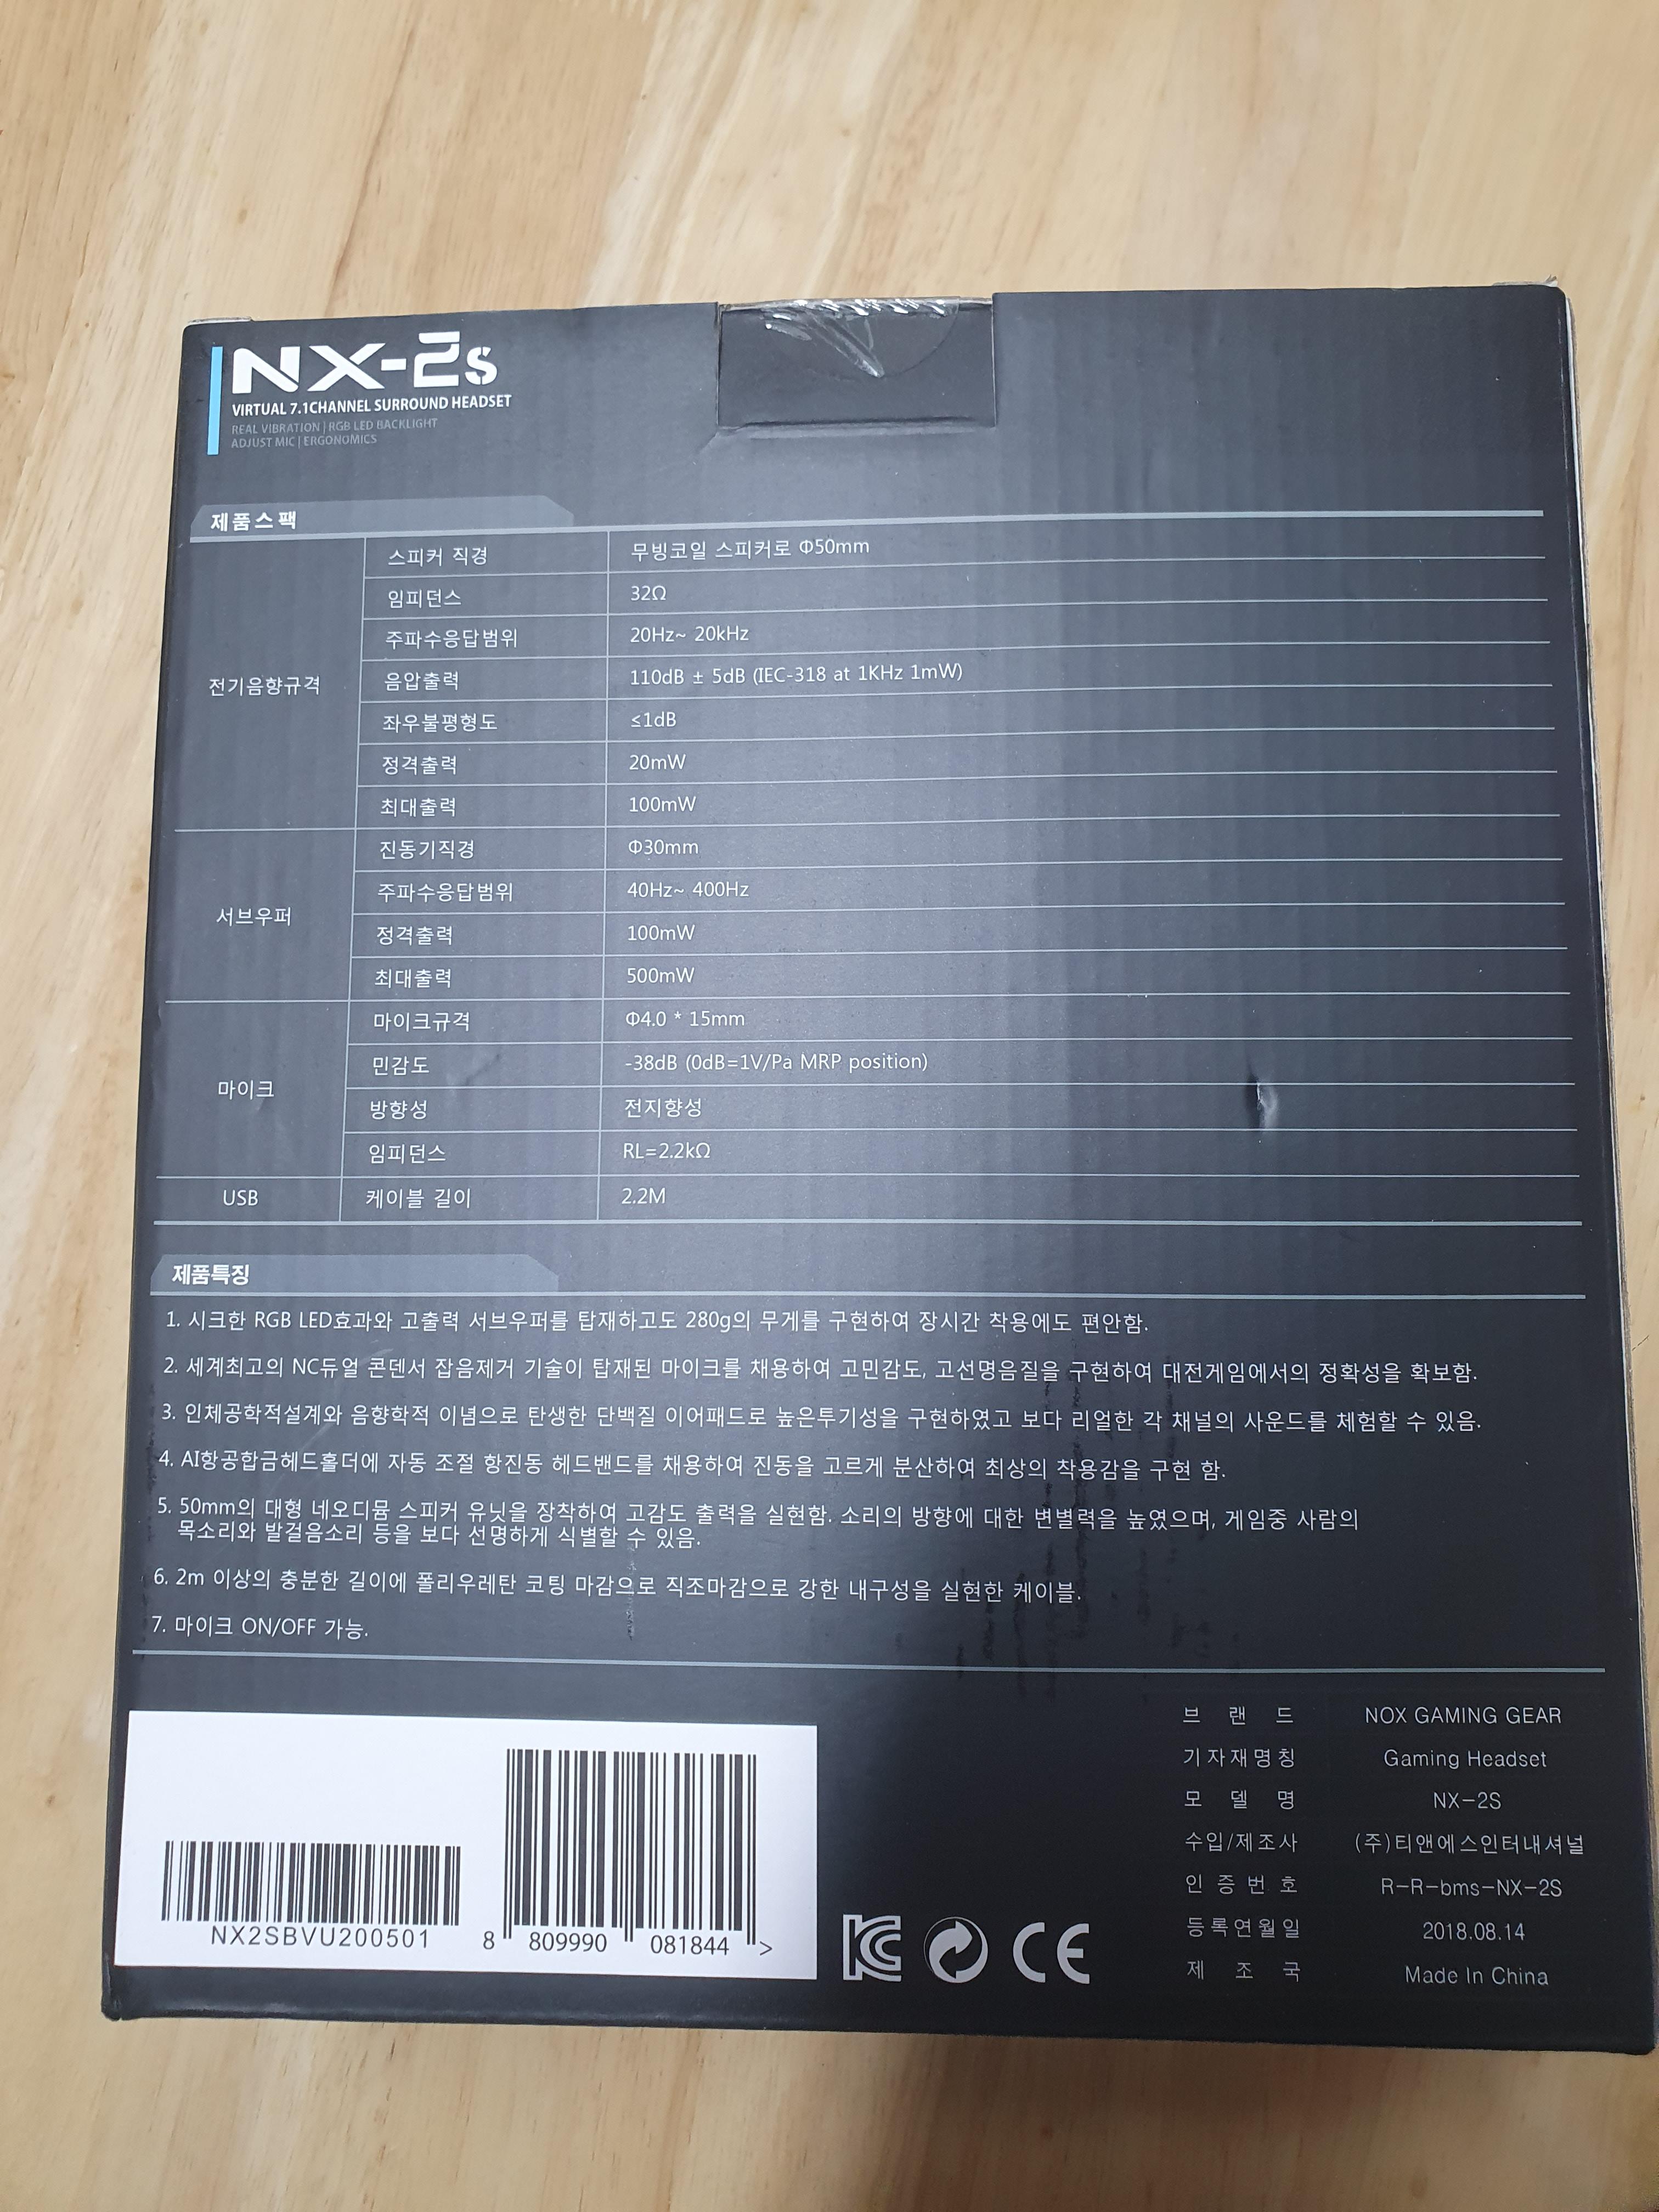 NX-2s
VIRTUAL 7.1CHANNEL SURROUND HEADSET
REAL VIBRATION | RGB LED BACKLIGHT
ADJUST MIC | ERGONOMICS
제품스팩
전기음향규격
스피커 직경 무빙코일 스피커로 Φ50mm
임피던스 32Ω
주파수응답범위 20Hz~ 20kHz
음압출력 110dB ± 5dB (IEC-318 at 1KHz 1mW)
좌우불평형도 ≤1dB
정격출력 20mW
최대출력 100mW
서브우퍼
진동기직경 Φ30mm
주파수응답범위 40Hz~ 400Hz
정격출력 100mW
최대출력 500mW
마이크
마이크규격 Φ4.0 * 15mm
민감도 -38dB (0dB=1V/Pa MRP position)
방향성 전지향성
임피던스 RL=2.2kΩ
USB 케이블 길이 2.2M
제품특징
1. 시크한 RGB LED효과와 고출력 서브우퍼를 탑재하고도 280g의 무게를 구현하여 장시간 착용에도 편안함.
2. 세계최고의 NC듀얼 콘덴서 잡음제거 기술이 탑재된 마이크를 채용하여 고민감도, 고선명음질을 구현하여 대전게임에서의 정확성을 확보함.
3. 인체공학적설계와 음향학적 이념으로 탄생한 단백질 이어패드로 높은투기성을 구현하였고 보다 리얼한 각 채널의 사운드를 체험할 수 있음.
4. AI항공합금헤드홀더에 자동 조절 항진동 헤드밴드를 채용하여 진동을 고르게 분산하여 최상의 착용감을 구현 함.
5. 50mm의 대형 네오디뮴 스피커 유닛을 장착하여 고감도 출력을 실현함. 소리의 방향에 대한 변별력을 높였으며, 게임중 사람의
목소리와 발걸음소리 등을 보다 선명하게 식별할 수 있음.
6. 2m 이상의 충분한 길이에 폴리우레탄 코팅 마감으로 직조마감으로 강한 내구성을 실현한 케이블.
7. 마이크 ON/OFF 가능.
NX2SBVU200501
8 809990 081844 >
KC
CE
브랜드 NOX GAMING GEAR
기자재명칭 Gaming Headset
모델명 NX-2S
수입/제조사 (주)티앤에스인터내셔널
인증번호 R-R-bms-NX-2S
등록연월일 2018.08.14
제조국 Made In China